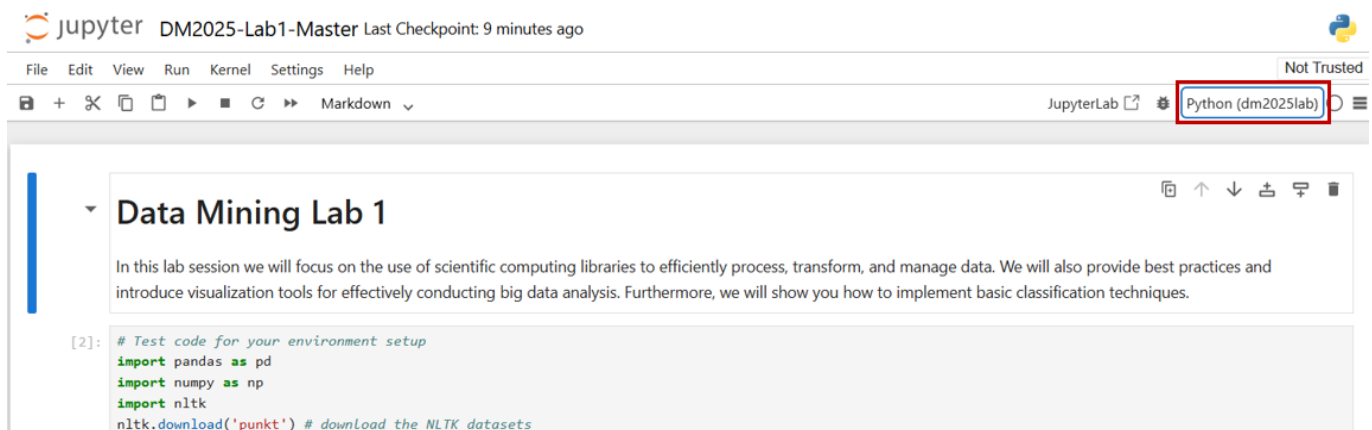 jupyter DM2025-Lab1-Master Last Checkpoint: 9 minutes ago
File Edit View Run Kernel Settings Help Not Trusted
Markdown JupyterLab Python (dm2025lab)
Data Mining Lab 1
In this lab session we will focus on the use of scientific computing libraries to efficiently process, transform, and manage data. We will also provide best practices and
introduce visualization tools for effectively conducting big data analysis. Furthermore, we will show you how to implement basic classification techniques.
[2]: # Test code for your environment setup
import pandas as pd
import numpy as np
import nltk
nltk.download('punkt') # download the NLTK datasets